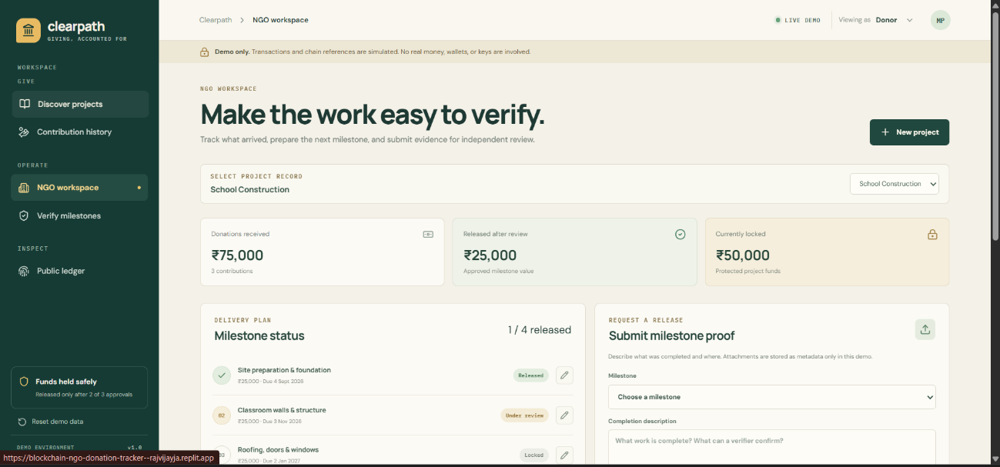 clearpath
GIVING, ACCOUNTED FOR
WORKSPACE
GIVE
Discover projects
Contribution history
OPERATE
NGO workspace
Verify milestones
INSPECT
Public ledger
Funds held safely
Released only after 2 of 3 approvals
Reset demo data
DEMO ENVIRONMENT v1.0
https://blockchain-ngo-donation-tracker--rajvijayja.replit.app
Clearpath > NGO workspace
LIVE DEMO
Viewing as Donor
MP
Demo only. Transactions and chain references are simulated. No real money, wallets, or keys are involved.
NGO WORKSPACE
Make the work easy to verify.
Track what arrived, prepare the next milestone, and submit evidence for independent review.
+ New project
SELECT PROJECT RECORD
School Construction
School Construction
Donations received
₹75,000
3 contributions
Released after review
₹25,000
Approved milestone value
Currently locked
₹50,000
Protected project funds
DELIVERY PLAN
Milestone status
1 / 4 released
Site preparation & foundation
₹25,000 · Due 4 Sept 2026
Released
02
Classroom walls & structure
₹25,000 · Due 3 Nov 2026
Under review
03
Roofing, doors & windows
₹25,000 · Due 2 Jan 2027
Locked
REQUEST A RELEASE
Submit milestone proof
Describe what was completed and where. Attachments are stored as metadata only in this demo.
Milestone
Choose a milestone
Completion description
What work is complete? What can a verifier confirm?